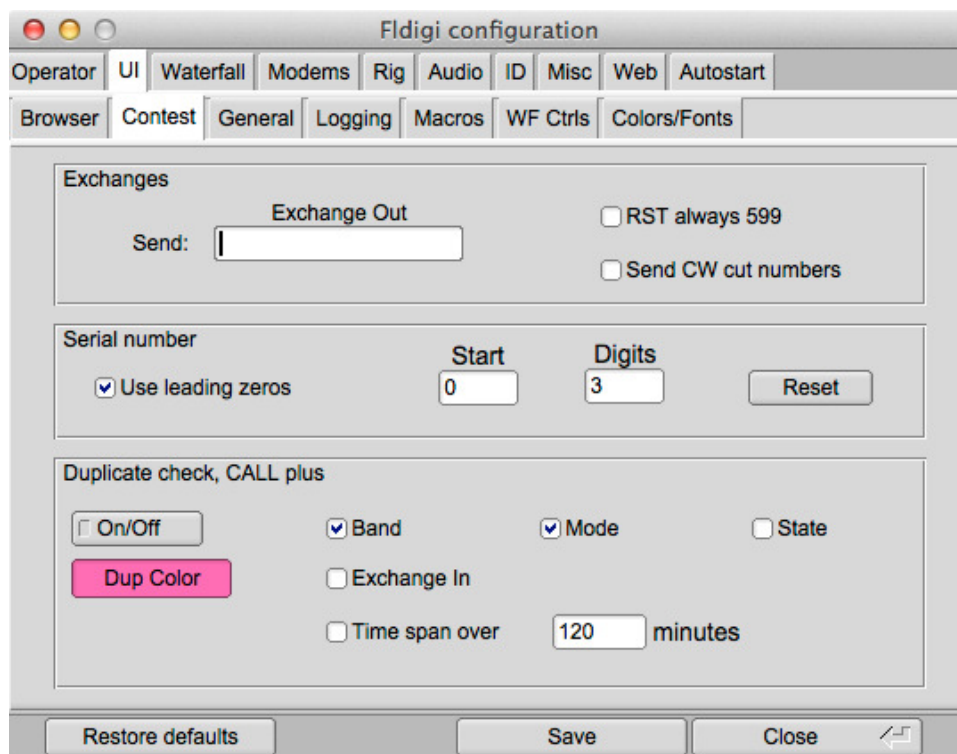 Fldigi configuration
Operator UI Waterfall Modems Rig Audio ID Misc Web Autostart
Browser Contest General Logging Macros WF Ctrls Colors/Fonts
Exchanges
Exchange Out
RST always 599
Send:
Send CW cut numbers
Serial number
Start Digits
Use leading zeros 0 3 Reset
Duplicate check, CALL plus
On/Off Band Mode State
Dup Color Exchange In
Time span over 120 minutes
Restore defaults Save Close